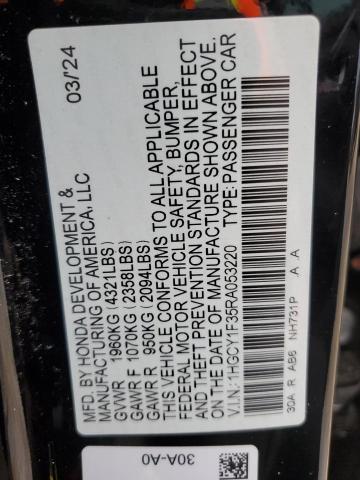 MFD. BY HONDA DEVELOPMENT & 03/'24
MANUFACTURING OF AMERICA, LLC
GVWR 1960KG (4321LBS)
GAWR F 1070KG (2358LBS)
GAWR R 950KG (2094LBS)
THIS VEHICLE CONFORMS TO ALL APPLICABLE
FEDERAL MOTOR VEHICLE SAFETY, BUMPER,
AND THEFT PREVENTION STANDARDS IN EFFECT
ON THE DATE OF MANUFACTURE SHOWN ABOVE.
V.I.N.: 1HGCY1F35RA053220 TYPE: PASSENGER CAR
30A R AB6 NH731P A .A
30A-A0